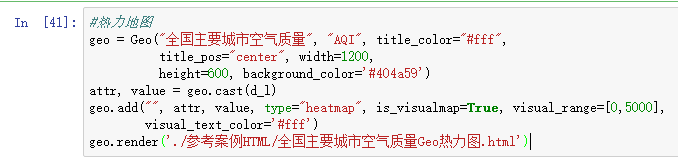 In [41]: #热力地图
geo = Geo("全国主要城市空气质量", "AQI", title_color="#fff",
title_pos="center", width=1200,
height=600, background_color='#404a59')
attr, value = geo.cast(d_l)
geo.add("", attr, value, type="heatmap", is_visualmap=True, visual_range=[0,5000],
visual_text_color='#fff')
geo.render('./参考案例HTML/全国主要城市空气质量Geo热力图.html')